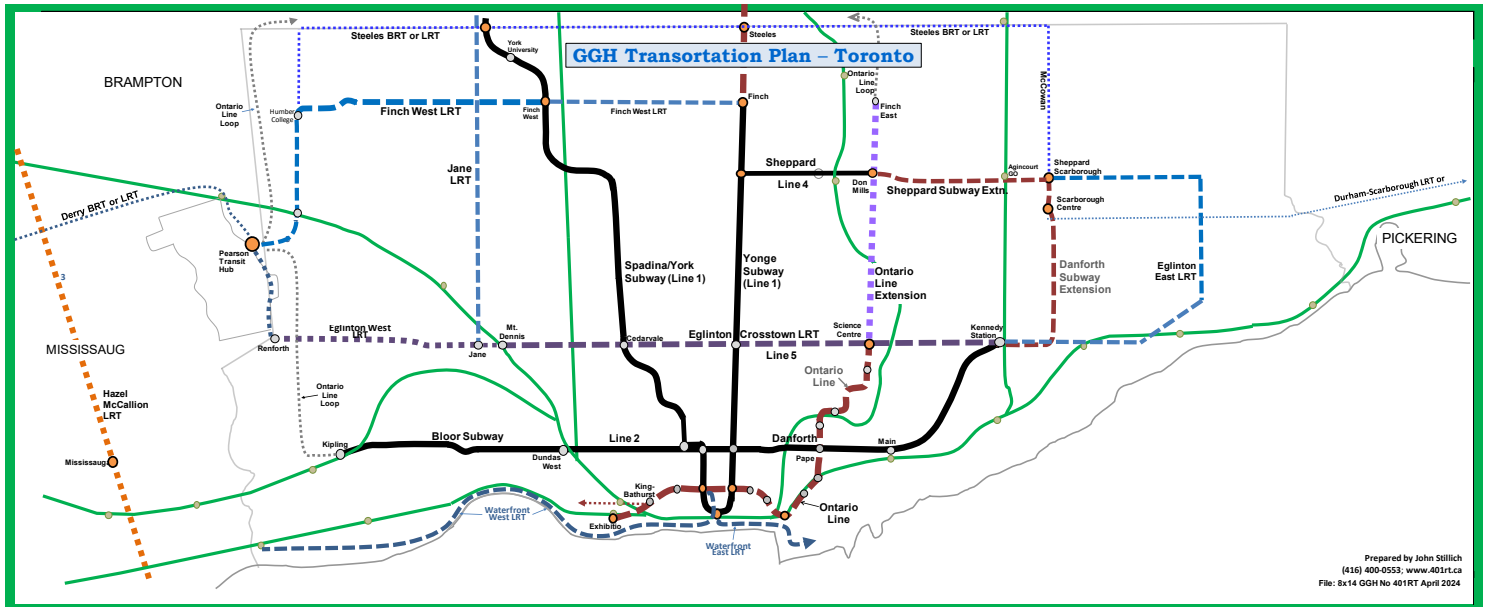 Steeles BRT or LRT
York
University
Steeles
Steeles BRT or LRT
GGH Transortation Plan – Toronto
BRAMPTON
Ontario
Line
Loop
Humber
College
Finch West LRT
Finch
West
Finch West LRT
Finch
Ontario
Line
Loop
Finch
East
McCowan
Jane
LRT
Sheppard
Line 4
Don
Mills
Sheppard Subway Extn.
Agincourt
GO
Sheppard
Scarborough
Scarborough
Centre
Durham-Scarborough LRT or
Derry BRT or LRT
Pearson
Transit
Hub
PICKERING
3
Spadina/York
Subway (Line 1)
Yonge
Subway
(Line 1)
Ontario
Line
Extension
Danforth
Subway
Extension
Eglinton
East LRT
Eglinton West
LRT
Renforth
Jane
Mt.
Dennis
Cedarvale
Eglinton Crosstown LRT
Line 5
Science
Centre
Kennedy
Station
MISSISSAUG
Hazel
McCallion
LRT
Ontario
Line
Loop
Ontario
Line
Kipling
Bloor Subway
Line 2
Danforth
Dundas
West
Pape
Main
Mississaug
King-
Bathurst
Exhibitio
Ontario
Line
Waterfront
West LRT
Waterfront
East LRT
Prepared by John Stillich
(416) 400-0553; www.401rt.ca
File: 8x14 GGH No 401RT April 2024